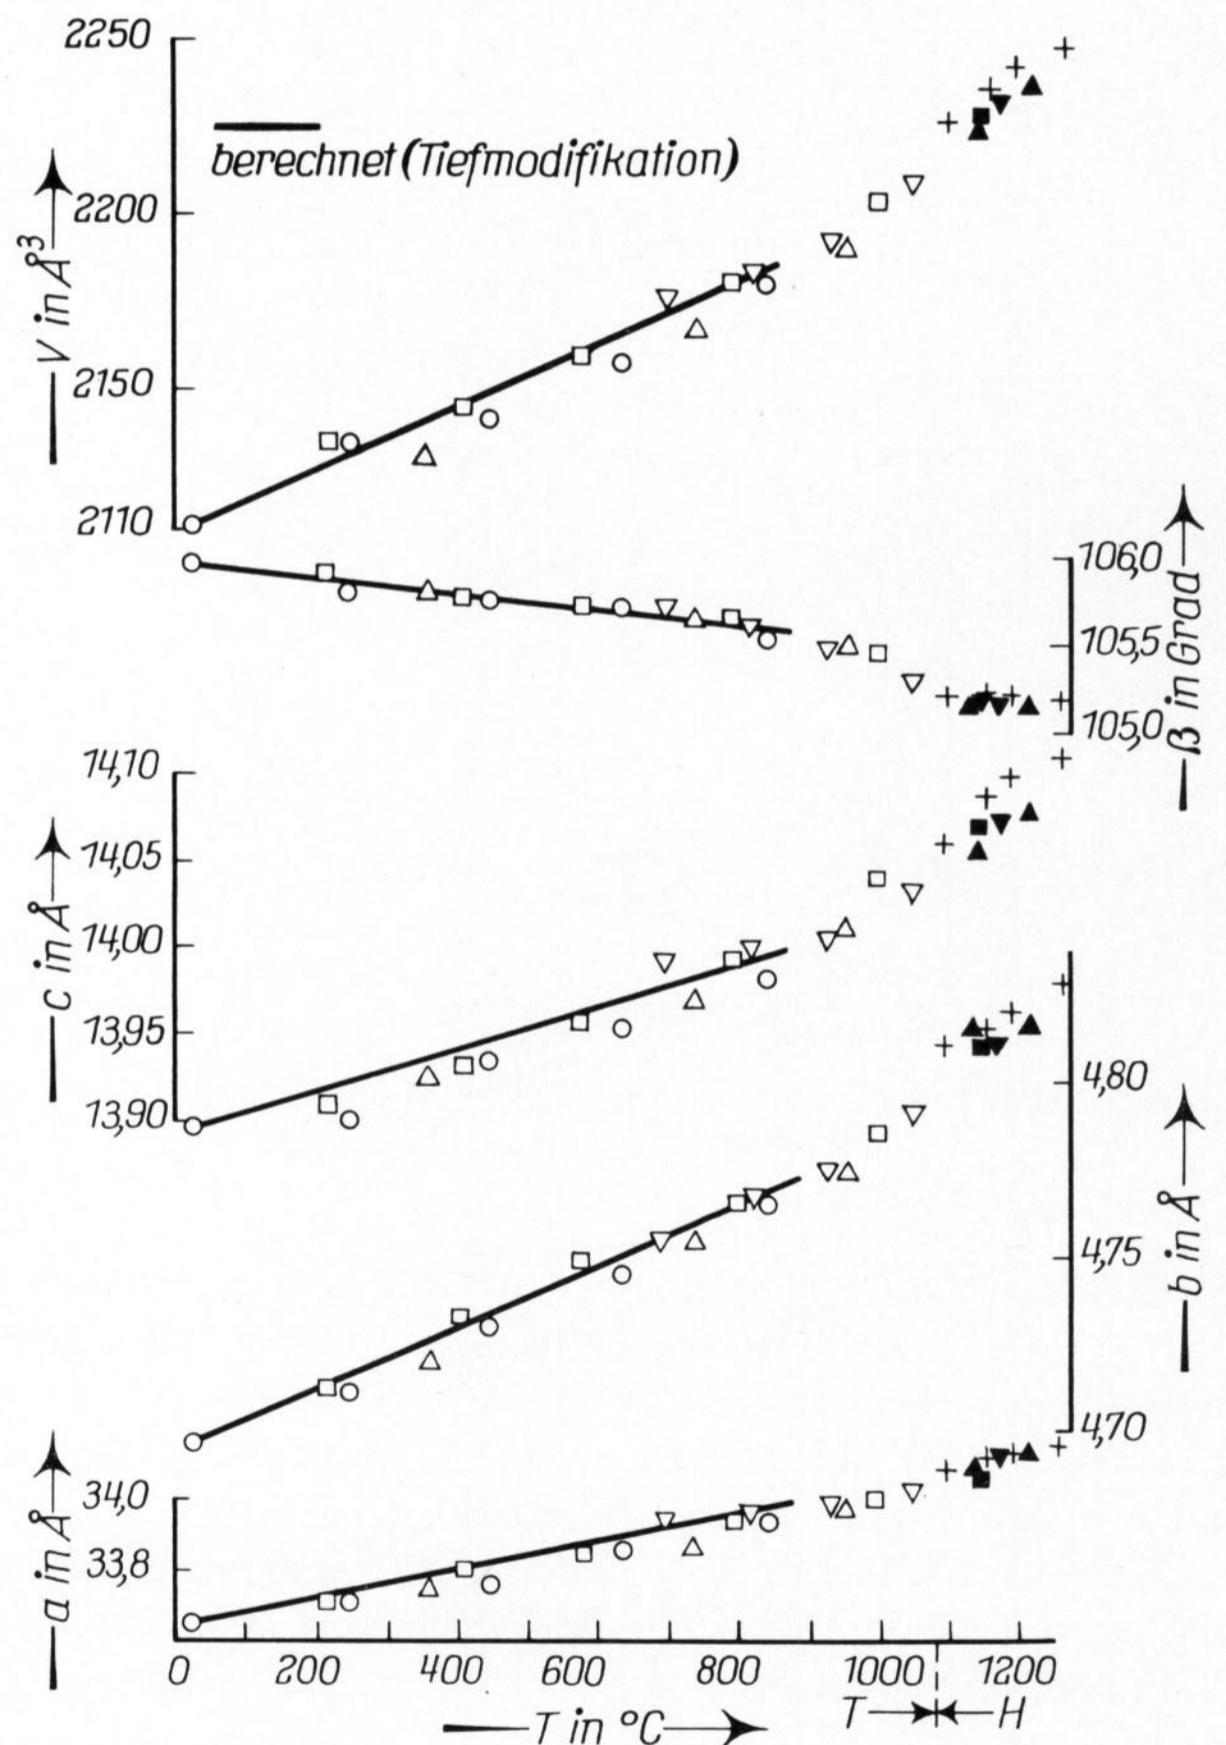 2250
berechnet (Tiefmodifikation)
2200
V in Å³
2150
2110
106,0
105,5
105,0
β in Grad
14,10
14,05
14,00
13,95
13,90
c in Å
4,80
4,75
4,70
b in Å
34,0
33,8
a in Å
0 200 400 600 800 1000 1200
T in °C
T H